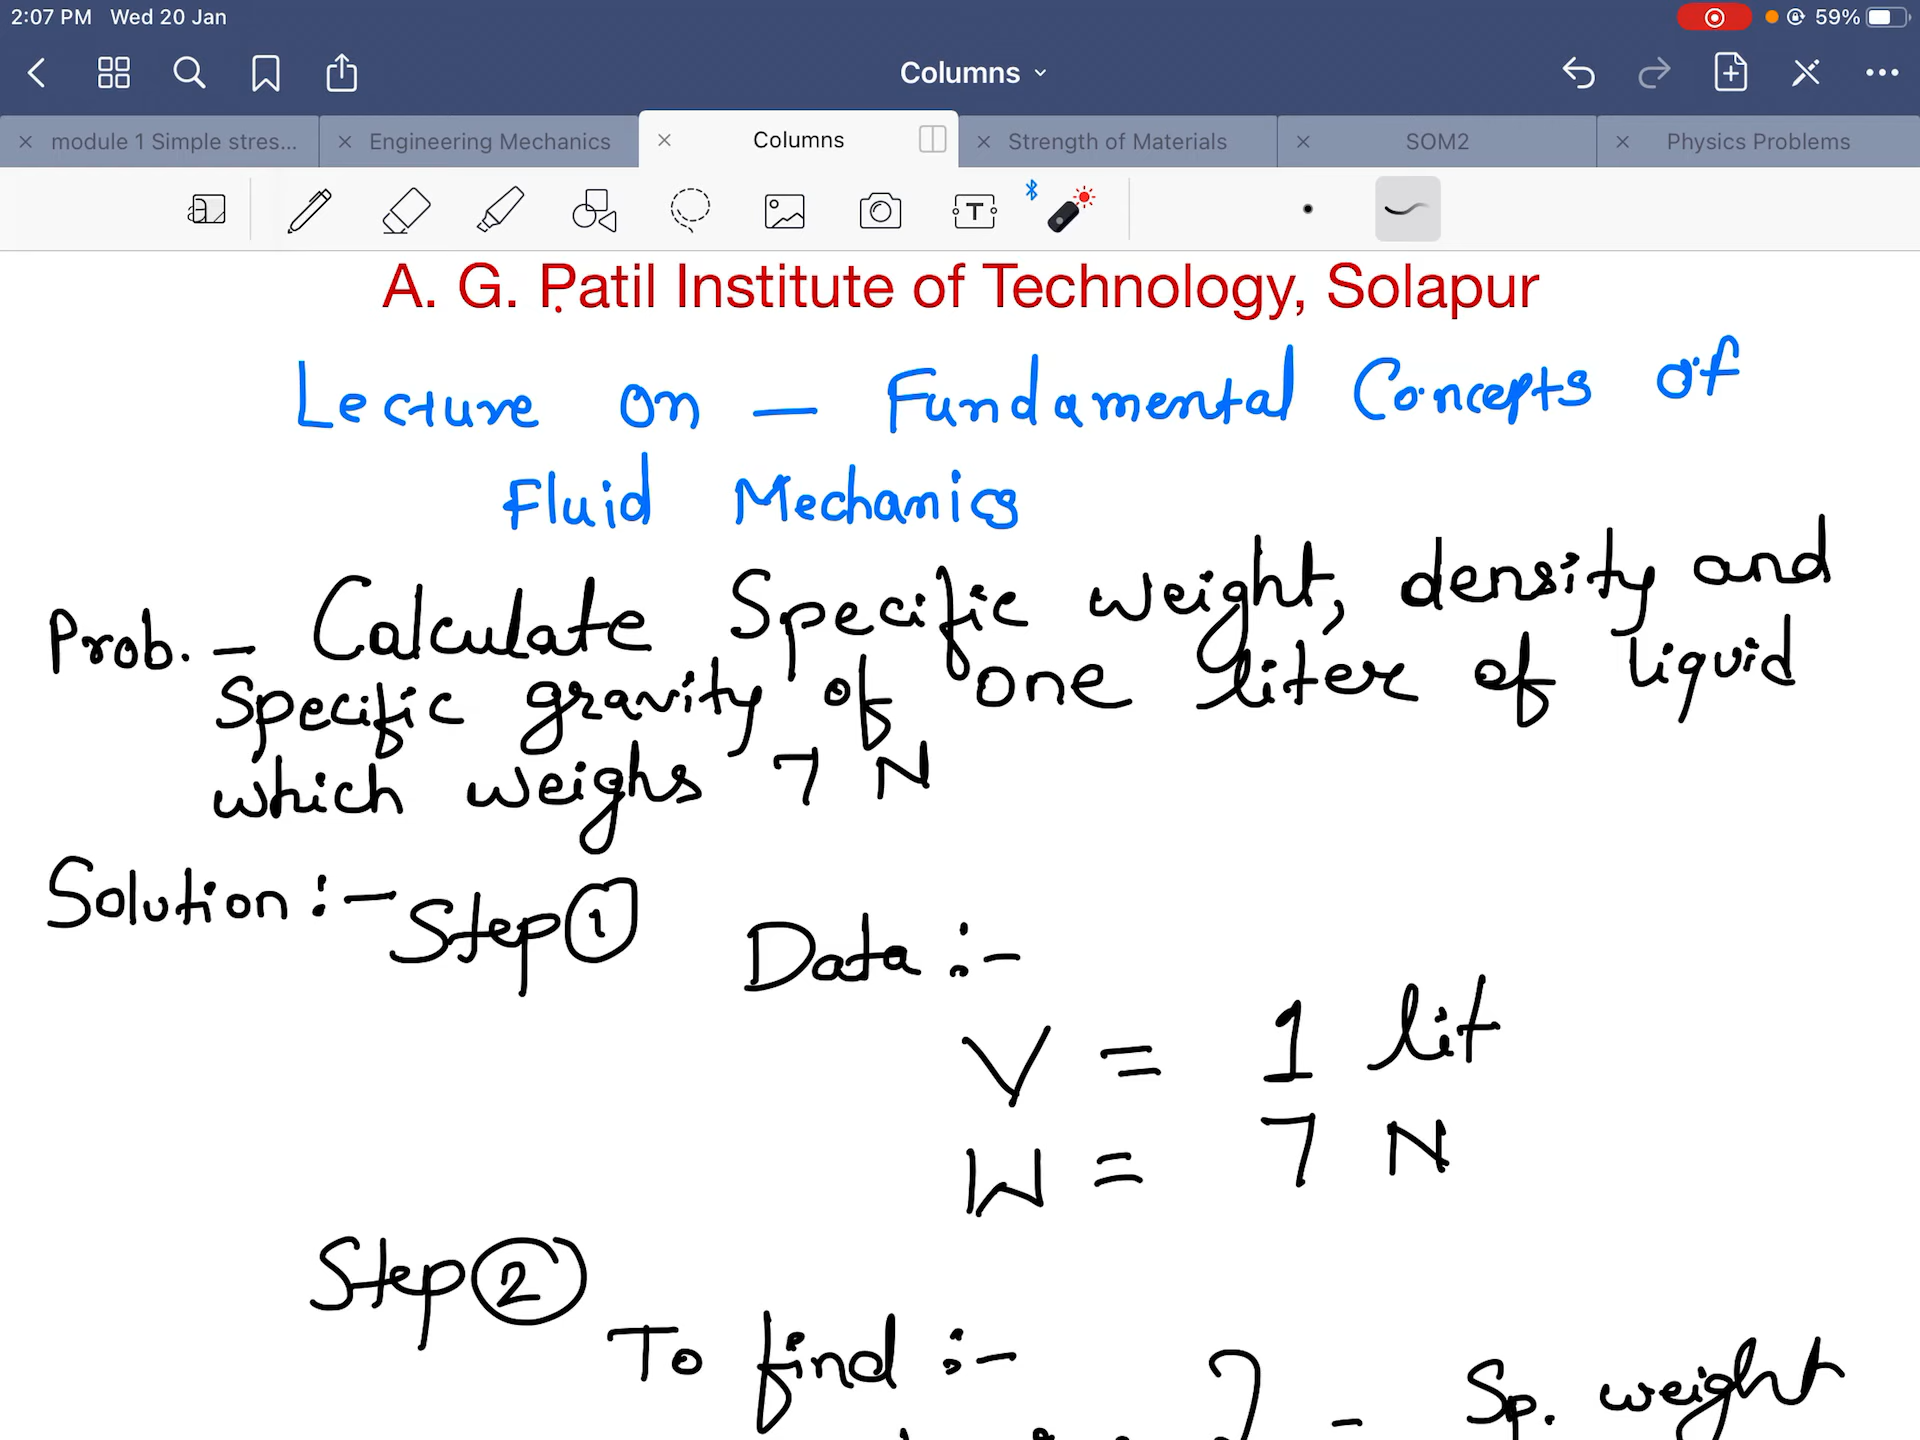 2:07 PM Wed 20 Jan 59%
Columns
module 1 Simple stres... Engineering Mechanics Columns Strength of Materials SOM2 Physics Problems
A. G. Patil Institute of Technology, Solapur
Lecture on — Fundamental Concepts of
Fluid Mechanics
Prob. – Calculate Specific weight, density and
specific gravity of one liter of liquid
which weighs 7 N
Solution :- Step ①
Data :-
V = 1 lit
W = 7 N
Step ②
To find :-
? - Sp. weight